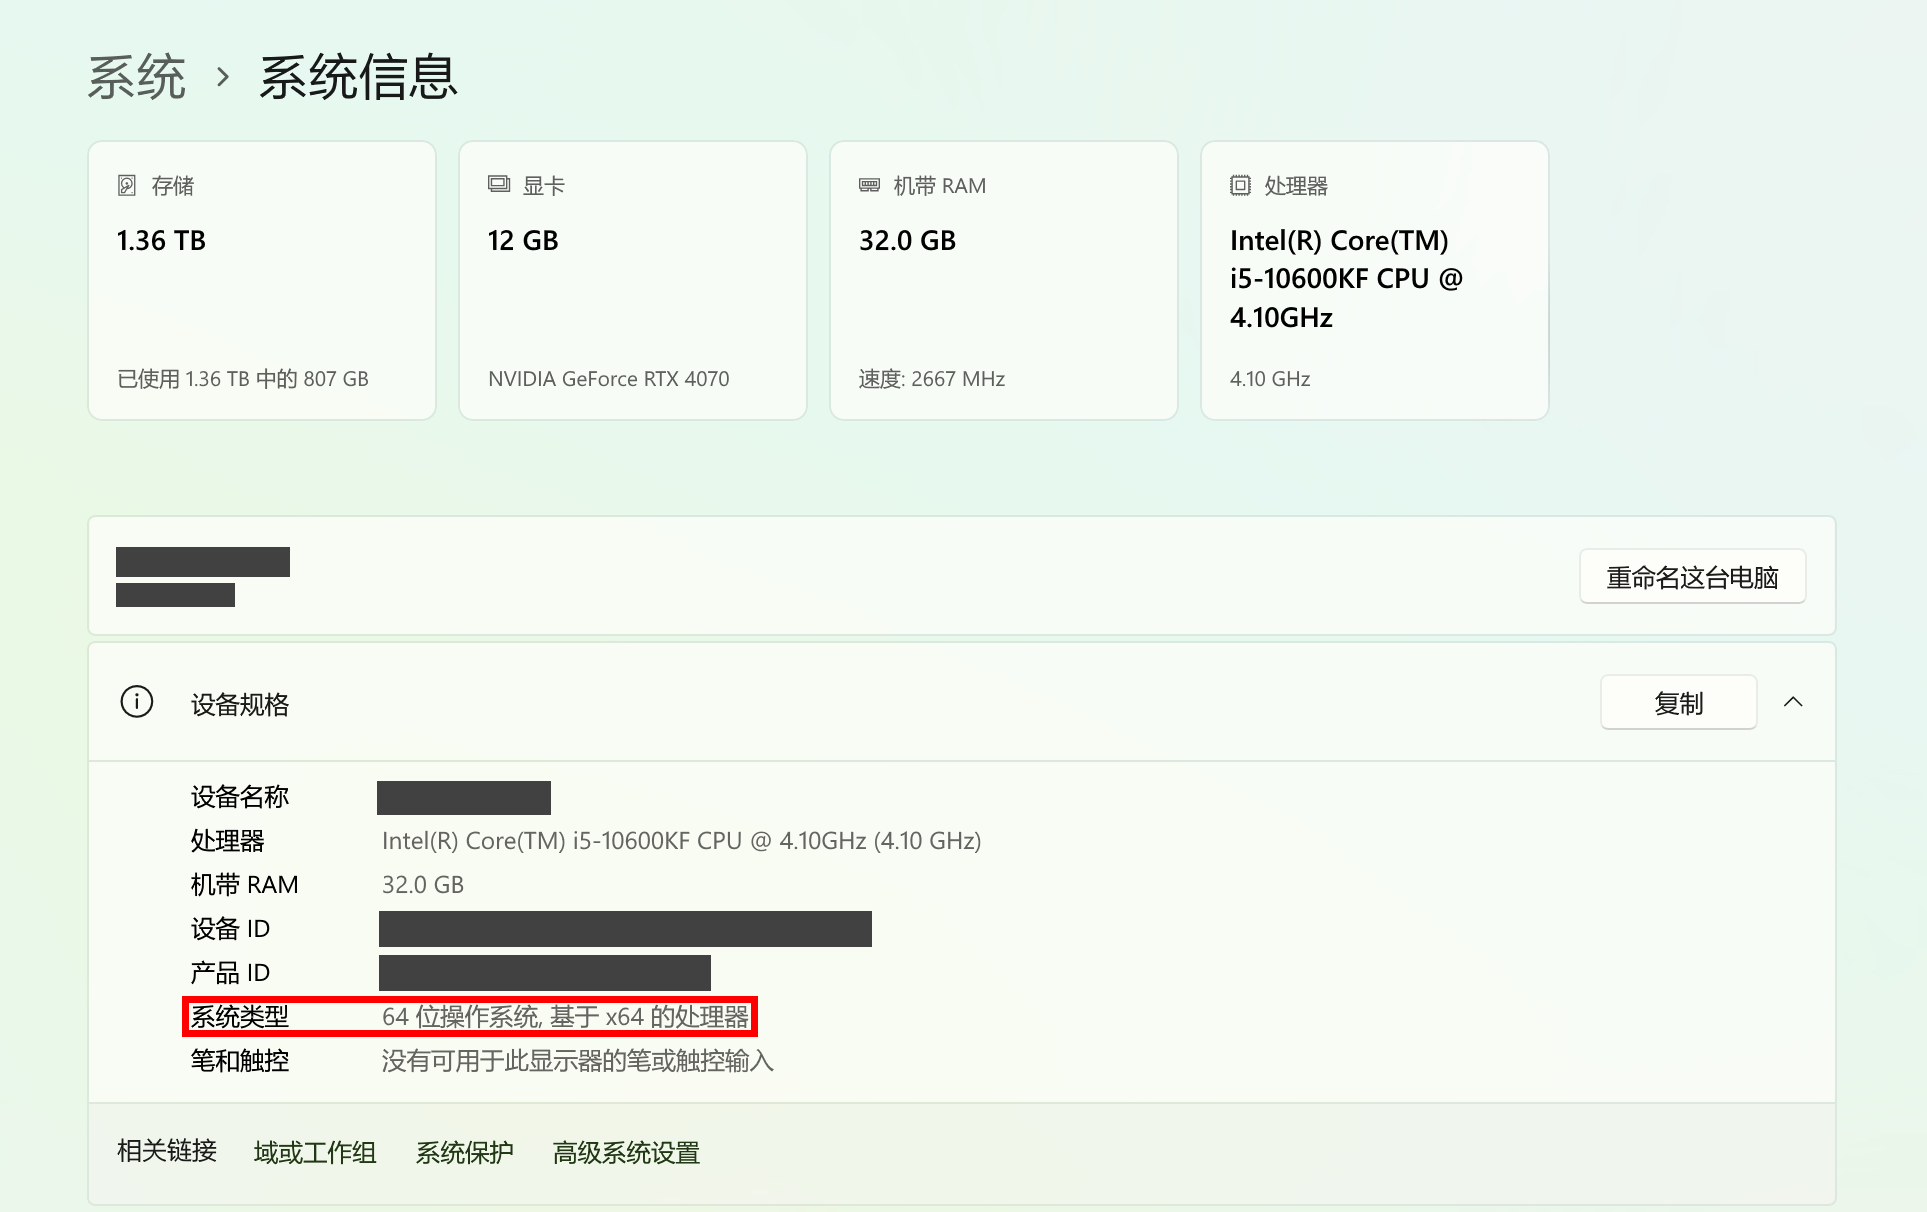 系统 › 系统信息
存储
1.36 TB
已使用 1.36 TB 中的 807 GB
显卡
12 GB
NVIDIA GeForce RTX 4070
机带 RAM
32.0 GB
速度: 2667 MHz
处理器
Intel(R) Core(TM)
i5-10600KF CPU @
4.10GHz
4.10 GHz
重命名这台电脑
设备规格
复制
设备名称
处理器 Intel(R) Core(TM) i5-10600KF CPU @ 4.10GHz (4.10 GHz)
机带 RAM 32.0 GB
设备 ID
产品 ID
系统类型 64 位操作系统, 基于 x64 的处理器
笔和触控 没有可用于此显示器的笔或触控输入
相关链接 域或工作组 系统保护 高级系统设置